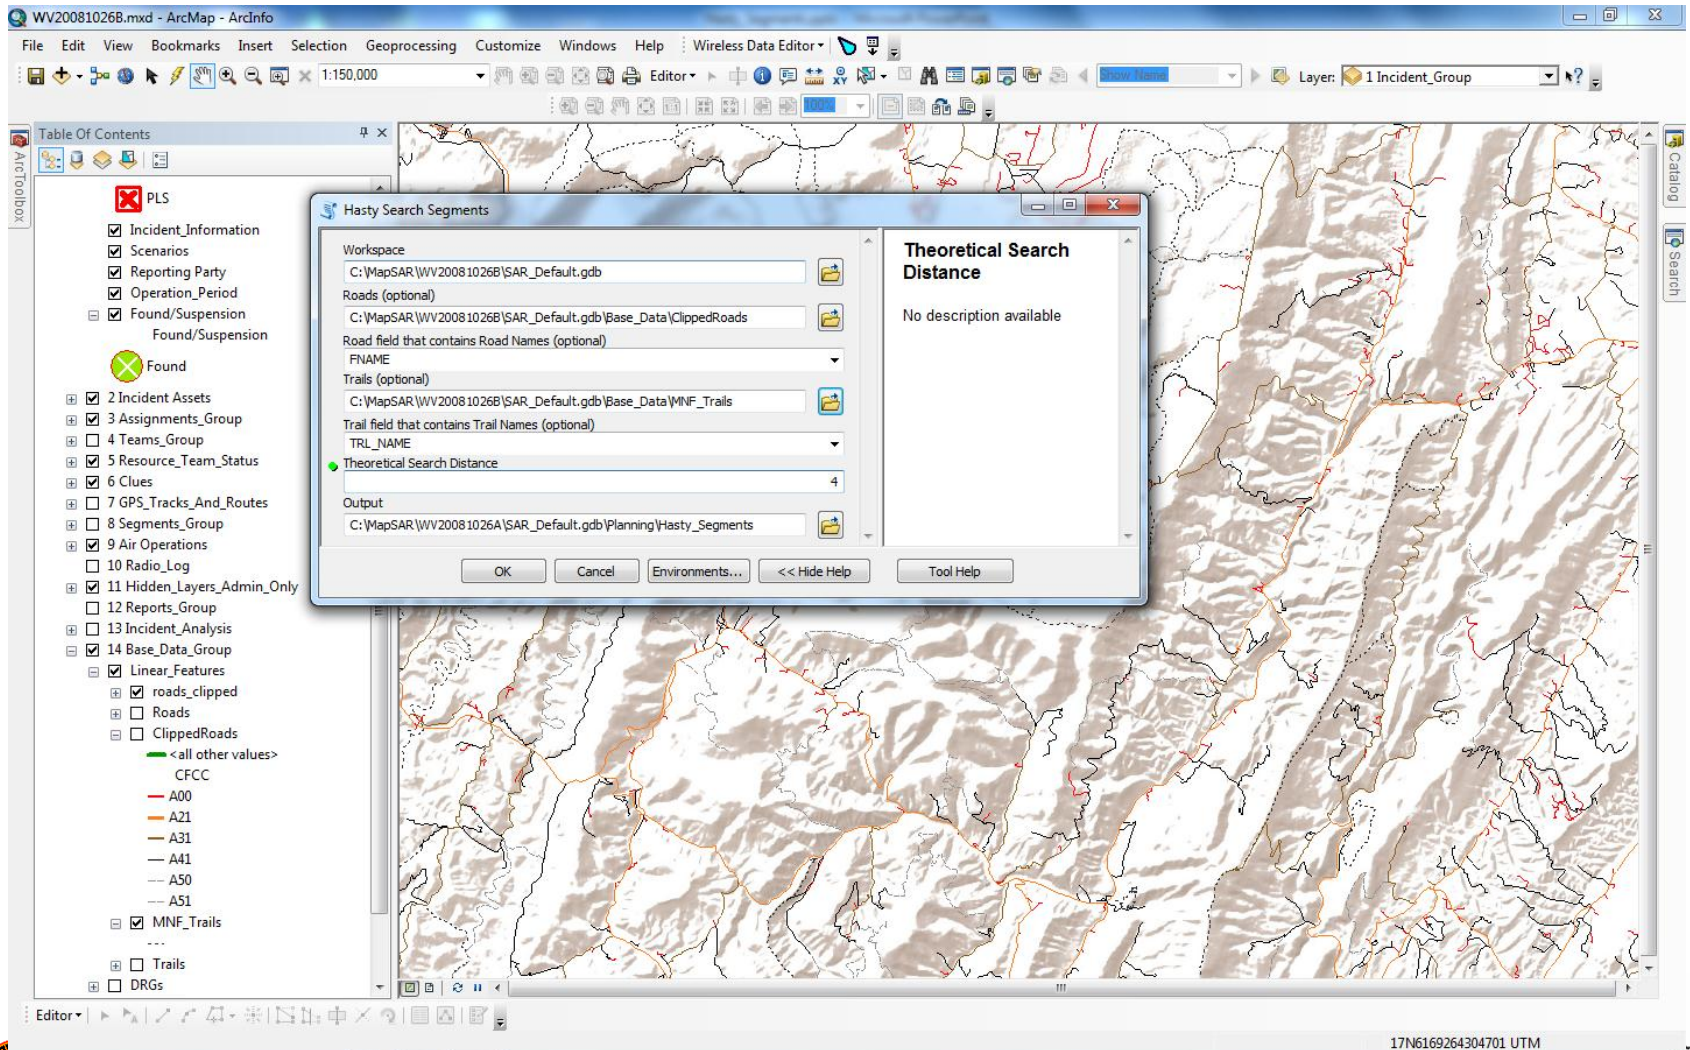 WV20081026B.mxd - ArcMap - ArcInfo
File Edit View Bookmarks Insert Selection Geoprocessing Customize Windows Help Wireless Data Editor
1:150,000 Editor Show Name Layer: 1 Incident_Group
100%
Table Of Contents
ArcToolbox
PLS
Incident_Information
Scenarios
Reporting Party
Operation_Period
Found/Suspension
Found/Suspension
Found
2 Incident Assets
3 Assignments_Group
4 Teams_Group
5 Resource_Team_Status
6 Clues
7 GPS_Tracks_And_Routes
8 Segments_Group
9 Air Operations
10 Radio_Log
11 Hidden_Layers_Admin_Only
12 Reports_Group
13 Incident_Analysis
14 Base_Data_Group
Linear_Features
roads_clipped
Roads
ClippedRoads
<all other values>
CFCC
A00
A21
A31
A41
A50
A51
MNF_Trails
Trails
DRGs
Hasty Search Segments
Workspace
C:\MapSAR\WV20081026B\SAR_Default.gdb
Roads (optional)
C:\MapSAR\WV20081026B\SAR_Default.gdb\Base_Data\ClippedRoads
Road field that contains Road Names (optional)
FNAME
Trails (optional)
C:\MapSAR\WV20081026B\SAR_Default.gdb\Base_Data\MNF_Trails
Trail field that contains Trail Names (optional)
TRL_NAME
Theoretical Search Distance
4
Output
C:\MapSAR\WV20081026A\SAR_Default.gdb\Planning\Hasty_Segments
OK Cancel Environments... << Hide Help Tool Help
Theoretical Search
Distance
No description available
Catalog
Search
Editor
17N6169264304701 UTM